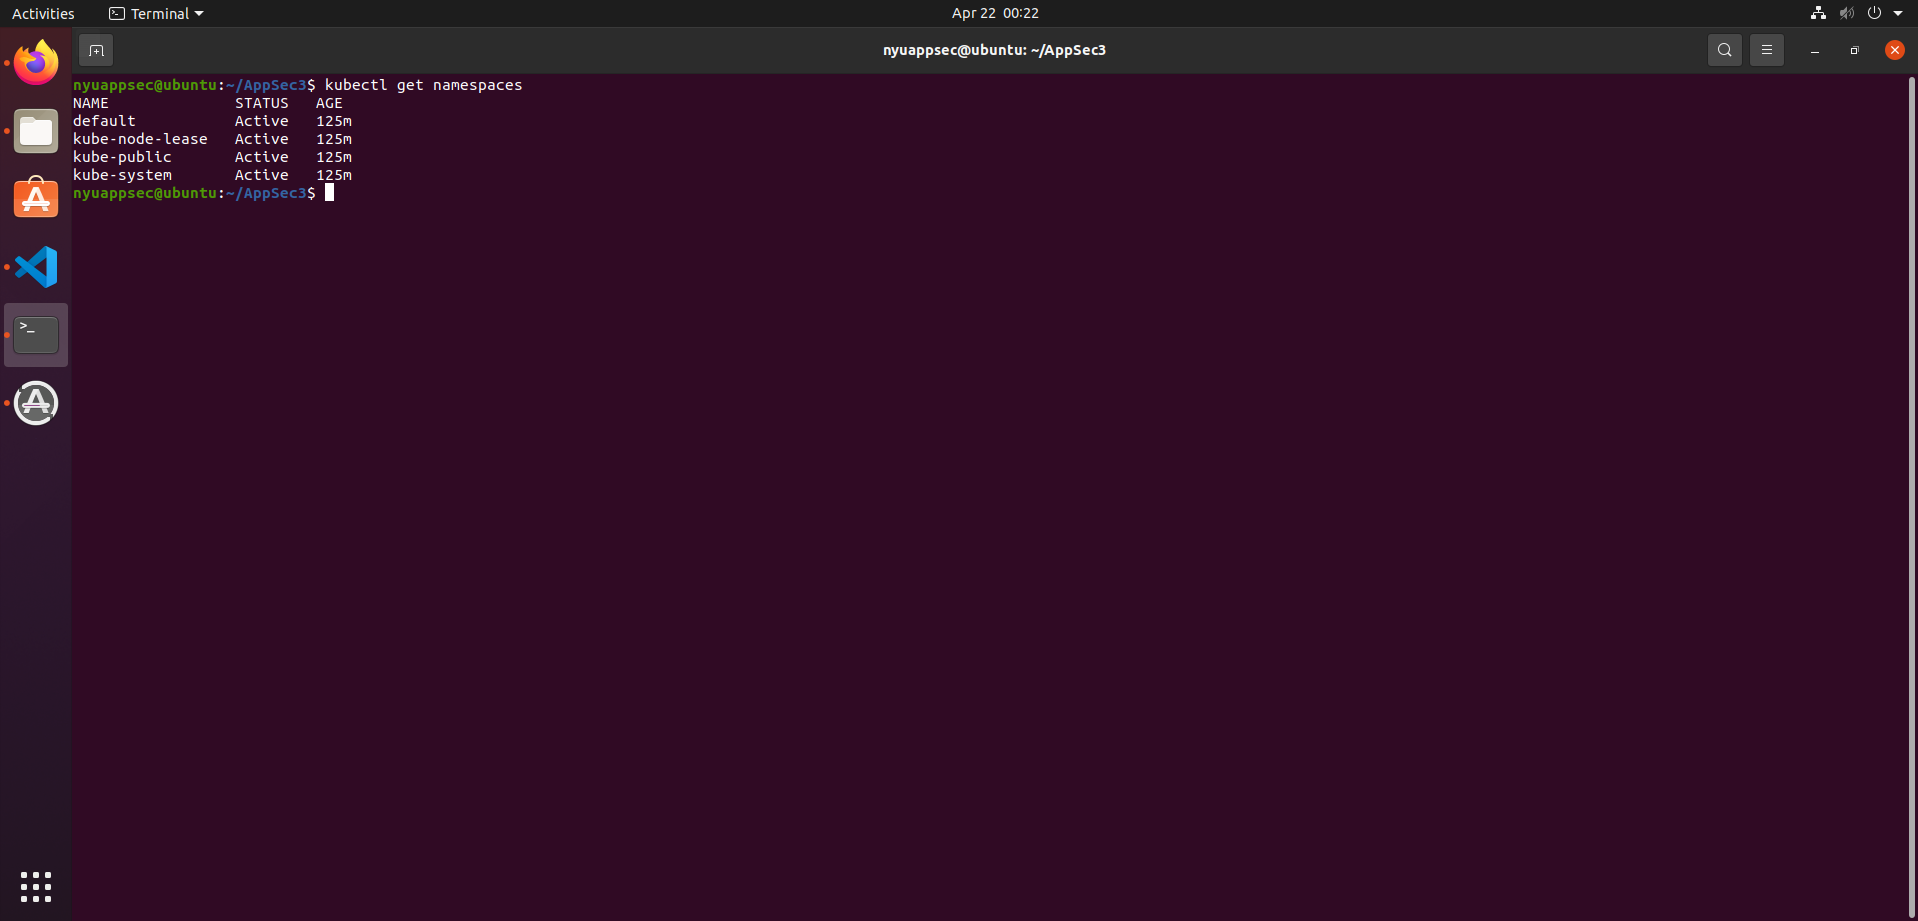 Activities Terminal Apr 22 00:22
nyuappsec@ubuntu: ~/AppSec3
nyuappsec@ubuntu:~/AppSec3$ kubectl get namespaces
NAME STATUS AGE
default Active 125m
kube-node-lease Active 125m
kube-public Active 125m
kube-system Active 125m
nyuappsec@ubuntu:~/AppSec3$